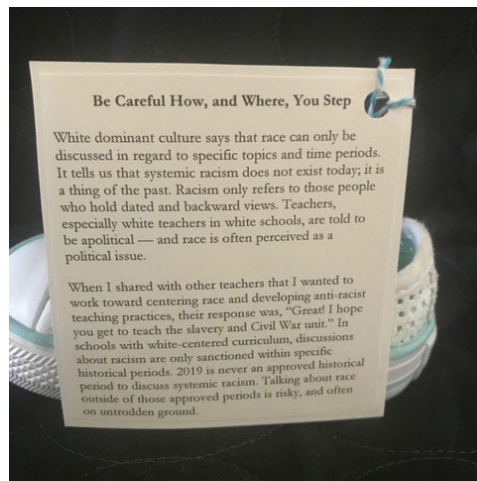 Be Careful How, and Where, You Step
White dominant culture says that race can only be
discussed in regard to specific topics and time periods.
It tells us that systemic racism does not exist today; it is
a thing of the past. Racism only refers to those people
who hold dated and backward views. Teachers,
especially white teachers in white schools, are told to
be apolitical — and race is often perceived as a
political issue.
When I shared with other teachers that I wanted to
work toward centering race and developing anti-racist
teaching practices, their response was, “Great! I hope
you get to teach the slavery and Civil War unit.” In
schools with white-centered curriculum, discussions
about racism are only sanctioned within specific
historical periods. 2019 is never an approved historical
period to discuss systemic racism. Talking about race
outside of those approved periods is risky, and often
on untrodden ground.